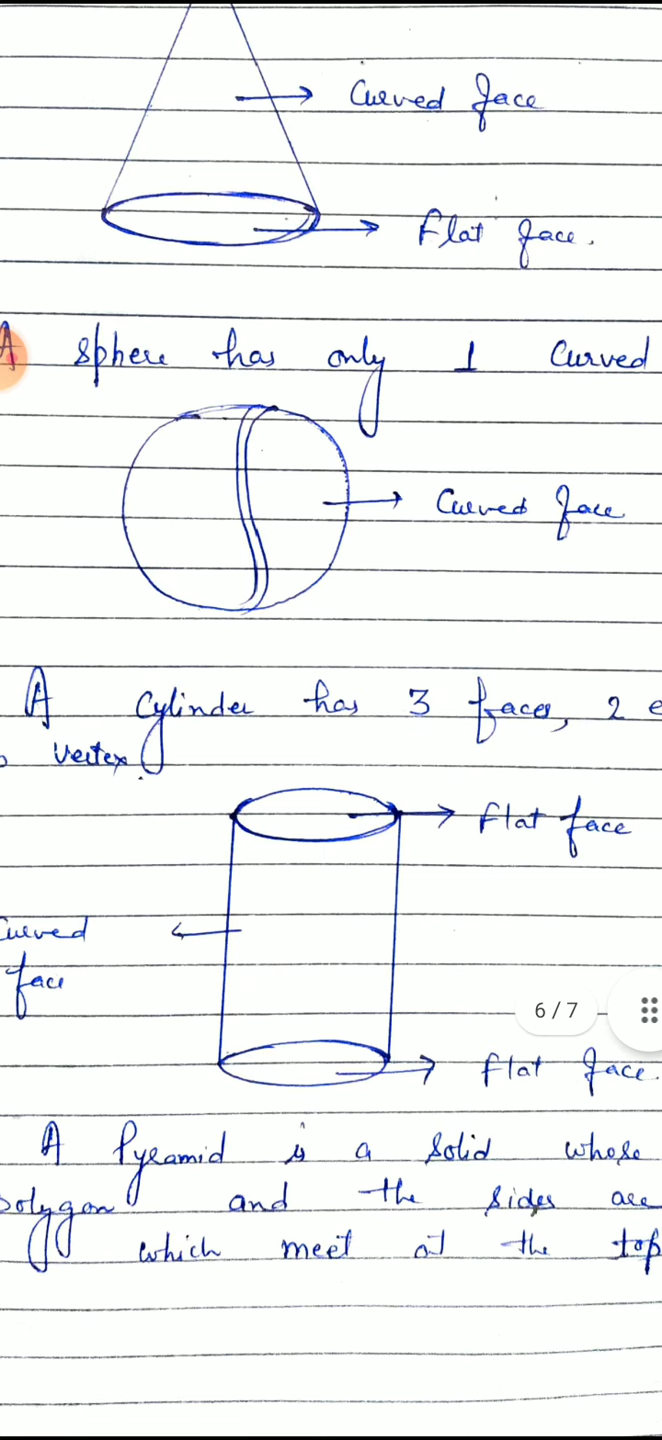 Curved face
Flat face.
A sphere has only 1 Curved
Curved face
A Cylinder has 3 faces, 2 e
Vertex.
Flat face
Curved
face
6 / 7
Flat face.
A Pyramid is a solid whose
polygon and the sides are
which meet at the top